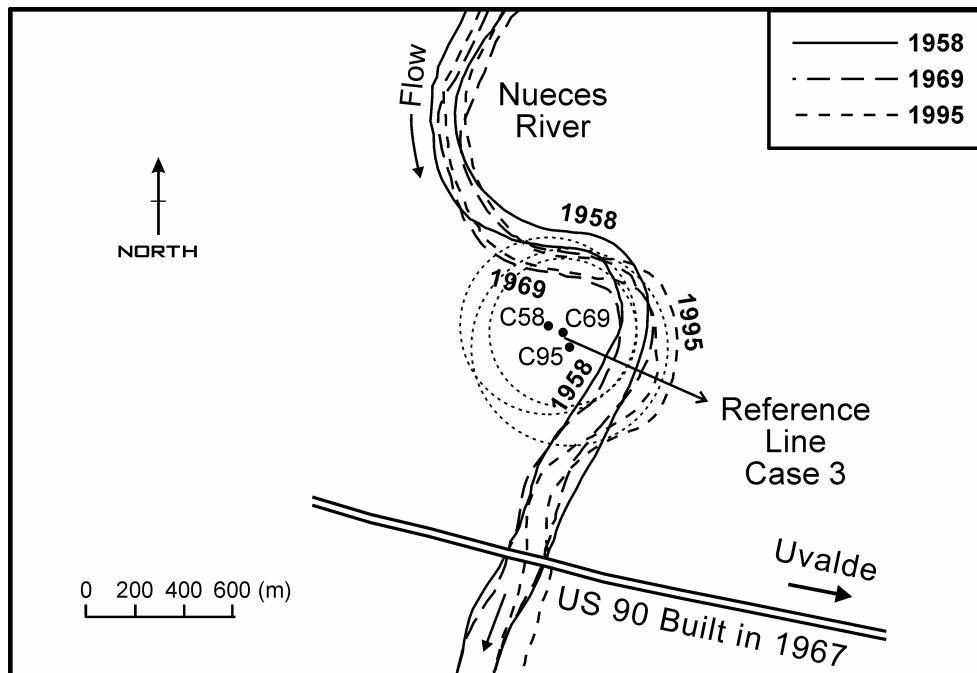 1958
1969
1995
Flow
Nueces
River
NORTH
1958
1969
1995
C58
C69
C95
1958
Reference
Line
Case 3
Uvalde
US 90 Built in 1967
0 200 400 600 (m)